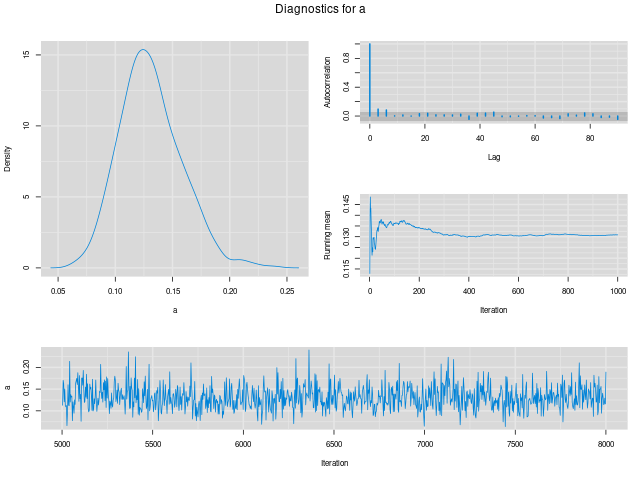 Diagnostics for a
Density
15
10
5
0
0.05 0.10 0.15 0.20 0.25
a
Autocorrelation
0.8
0.4
0.0
0 20 40 60 80
Lag
Running mean
0.145
0.130
0.115
0 200 400 600 800 1000
Iteration
a
0.20
0.15
0.10
5000 5500 6000 6500 7000 7500 8000
Iteration